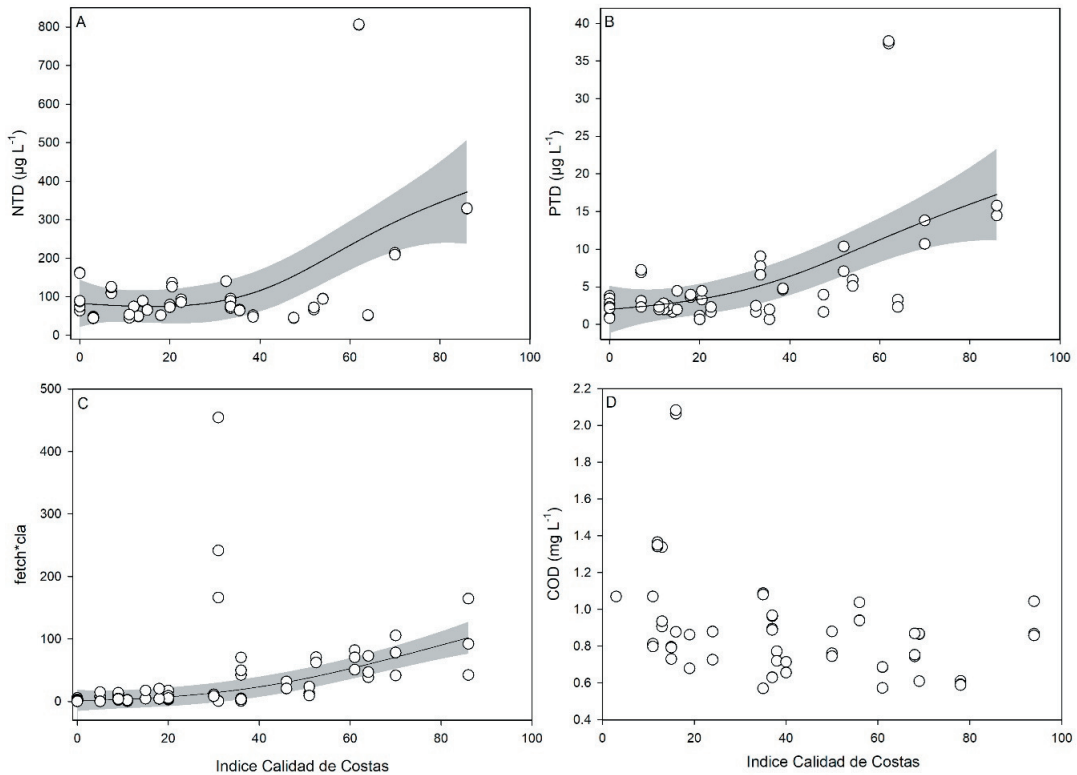 A
800
700
600
500
400
300
200
100
0
NTD (µg L⁻¹)
0 20 40 60 80 100
B
40
35
30
25
20
15
10
5
0
PTD (µg L⁻¹)
0 20 40 60 80 100
C
500
400
300
200
100
0
fetch*cla
0 20 40 60 80 100
Indice Calidad de Costas
D
2.2
2.0
1.8
1.6
1.4
1.2
1.0
0.8
0.6
0.4
COD (mg L⁻¹)
0 20 40 60 80 100
Indice Calidad de Costas